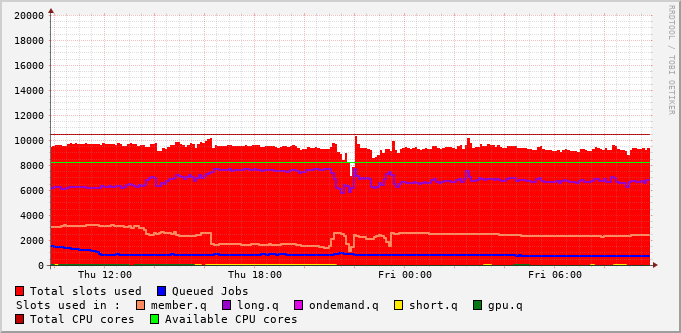 20000
18000
16000
14000
12000
10000
8000
6000
4000
2000
0
Thu 12:00 Thu 18:00 Fri 00:00 Fri 06:00
Total slots used Queued Jobs
Slots used in : member.q long.q ondemand.q short.q gpu.q
Total CPU cores Available CPU cores
RRDTOOL / TOBI OETIKER